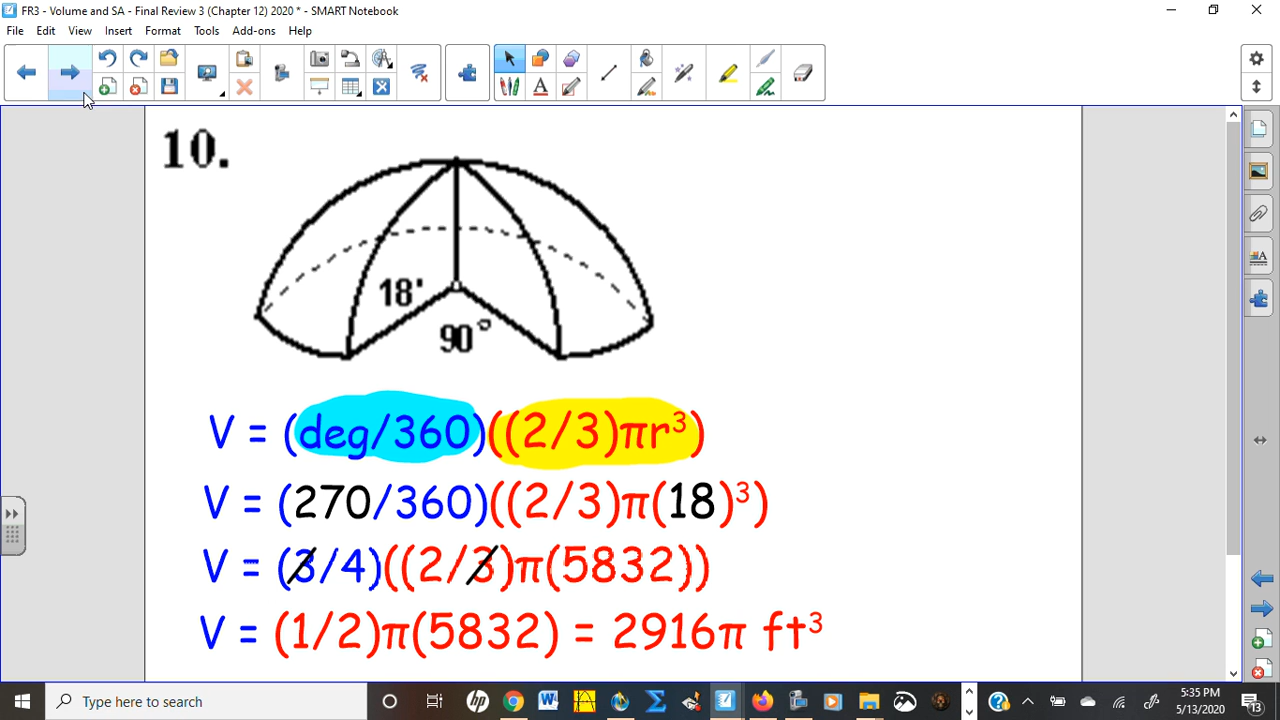 FR3 - Volume and SA - Final Review 3 (Chapter 12) 2020 * - SMART Notebook
File Edit View Insert Format Tools Add-ons Help
10.
18'
90°
V = (deg/360)((2/3)πr³)
V = (270/360)((2/3)π(18)³)
V = (3/4)((2/3)π(5832))
V = (1/2)π(5832) = 2916π ft³
Type here to search
5:35 PM
5/13/2020
13